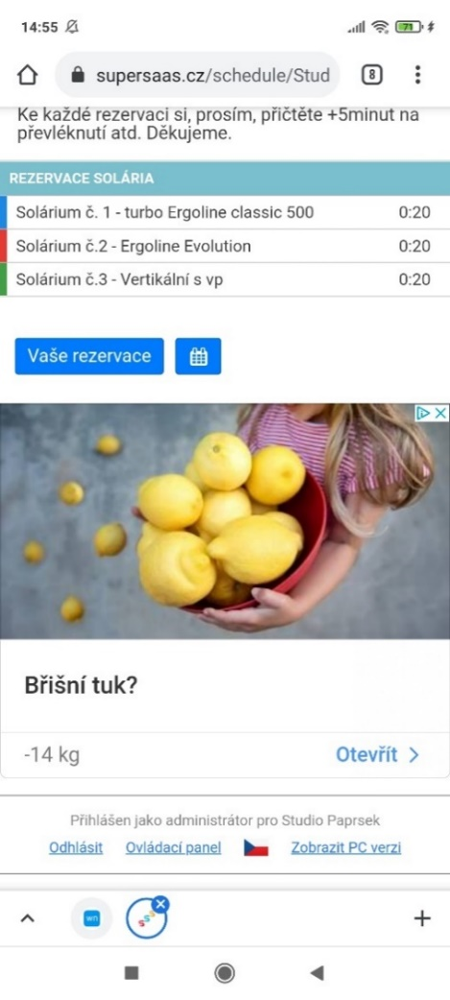 14:55
71
supersaas.cz/schedule/Stud
8
Ke každé rezervaci si, prosím, přičtěte +5minut na
převléknutí atd. Děkujeme.
REZERVACE SOLÁRIA
Solárium č. 1 - turbo Ergoline classic 500 0:20
Solárium č.2 - Ergoline Evolution 0:20
Solárium č.3 - Vertikální s vp 0:20
Vaše rezervace
Břišní tuk?
-14 kg Otevřít
Přihlášen jako administrátor pro Studio Paprsek
Odhlásit Ovládací panel Zobrazit PC verzi
wn
sss